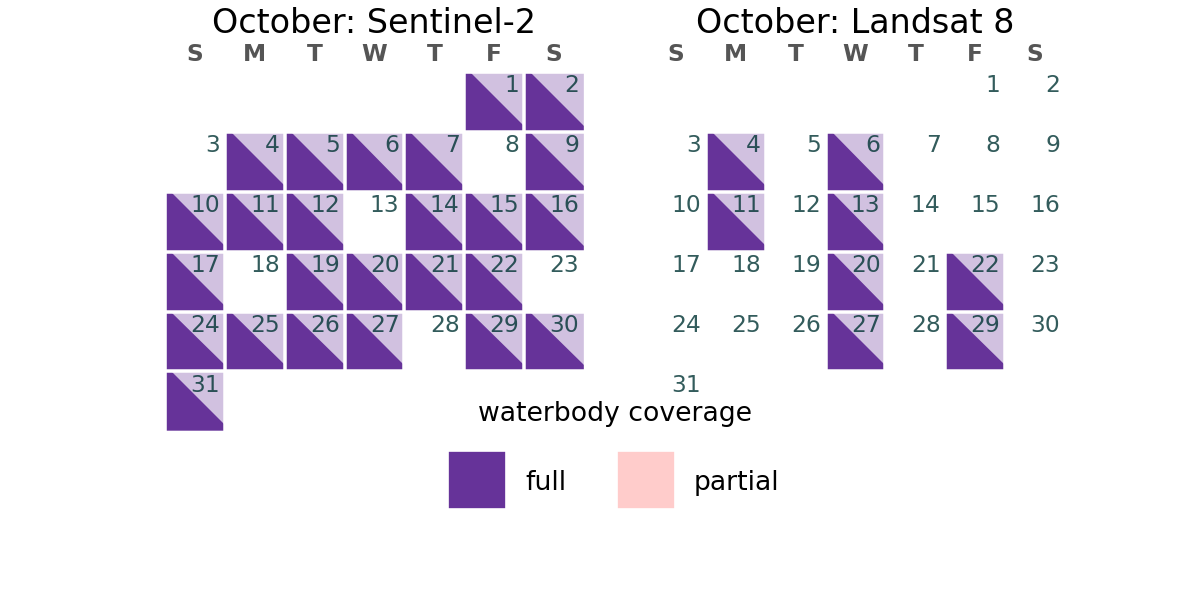 October: Sentinel-2
S M T W T F S
1 2
3 4 5 6 7 8 9
10 11 12 13 14 15 16
17 18 19 20 21 22 23
24 25 26 27 28 29 30
31
October: Landsat 8
S M T W T F S
1 2
3 4 5 6 7 8 9
10 11 12 13 14 15 16
17 18 19 20 21 22 23
24 25 26 27 28 29 30
31
waterbody coverage
full partial